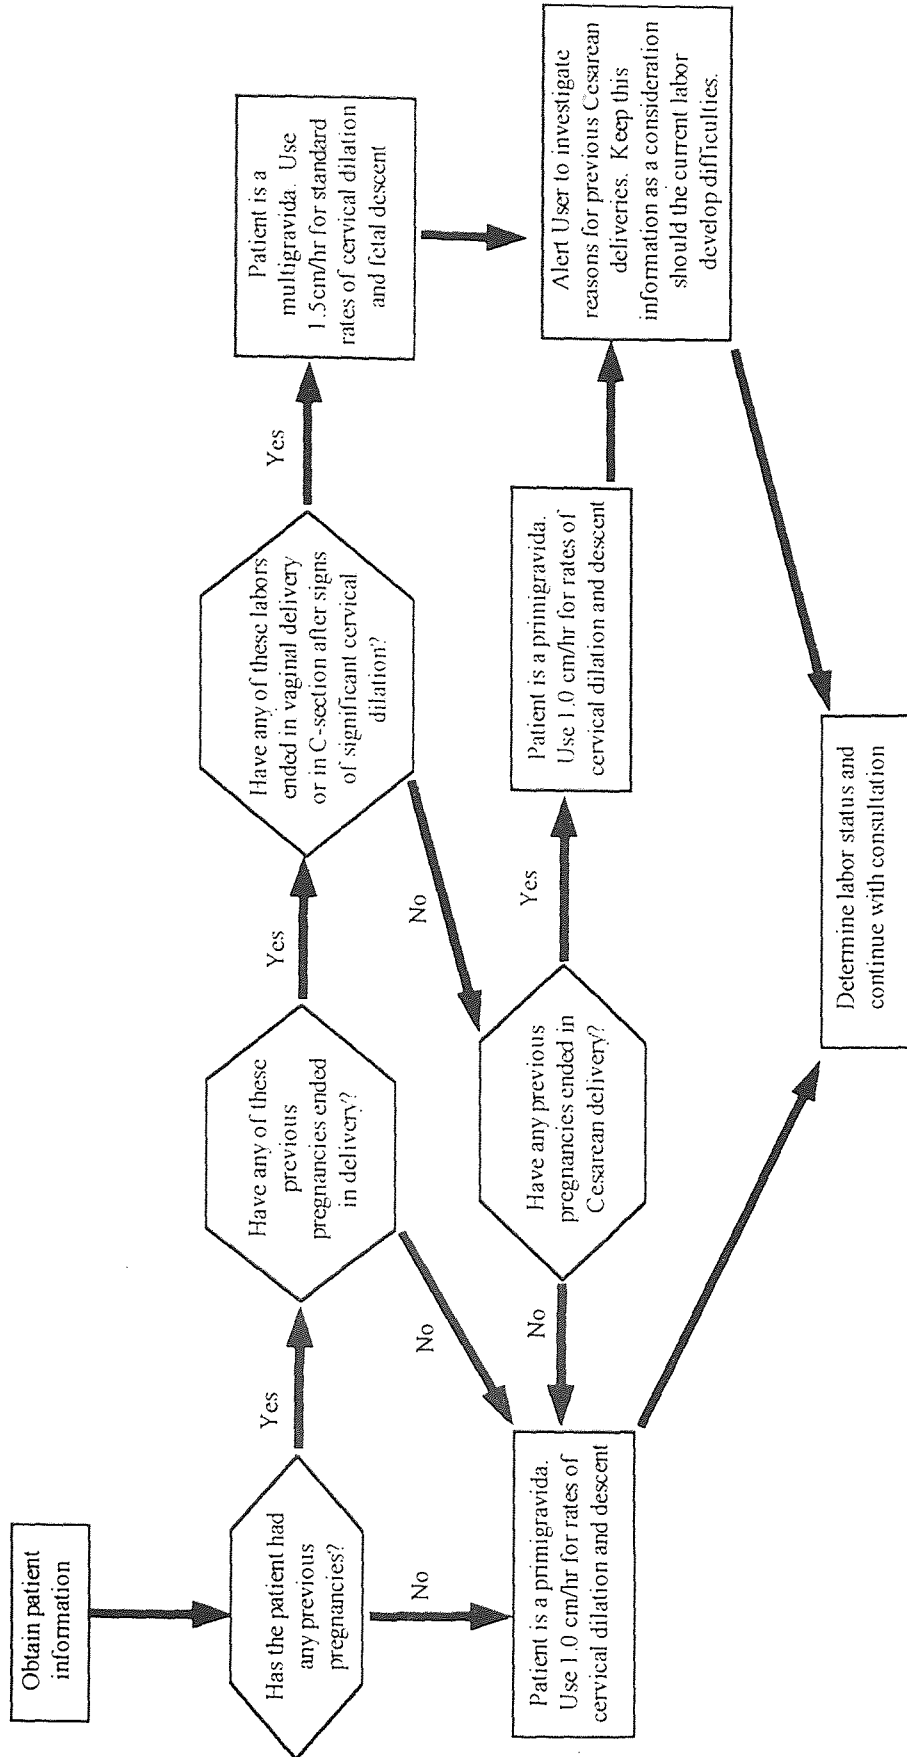 Obtain patient
information
Has the patient had
any previous
pregnancies?
Yes
No
Have any of these
previous
pregnancies ended
in delivery?
Yes
No
Have any of these labors
ended in vaginal delivery
or in C-section after signs
of significant cervical
dilation?
Yes
No
Patient is a
multigravida. Use
1.5cm/hr for standard
rates of cervical dilation
and fetal descent
Patient is a primigravida.
Use 1.0 cm/hr for rates of
cervical dilation and descent
No
Have any previous
pregnancies ended in
Cesarean delivery?
Yes
Patient is a primigravida.
Use 1.0 cm/hr for rates of
cervical dilation and descent
Alert User to investigate
reasons for previous Cesarean
deliveries. Keep this
information as a consideration
should the current labor
develop difficulties.
Determine labor status and
continue with consultation